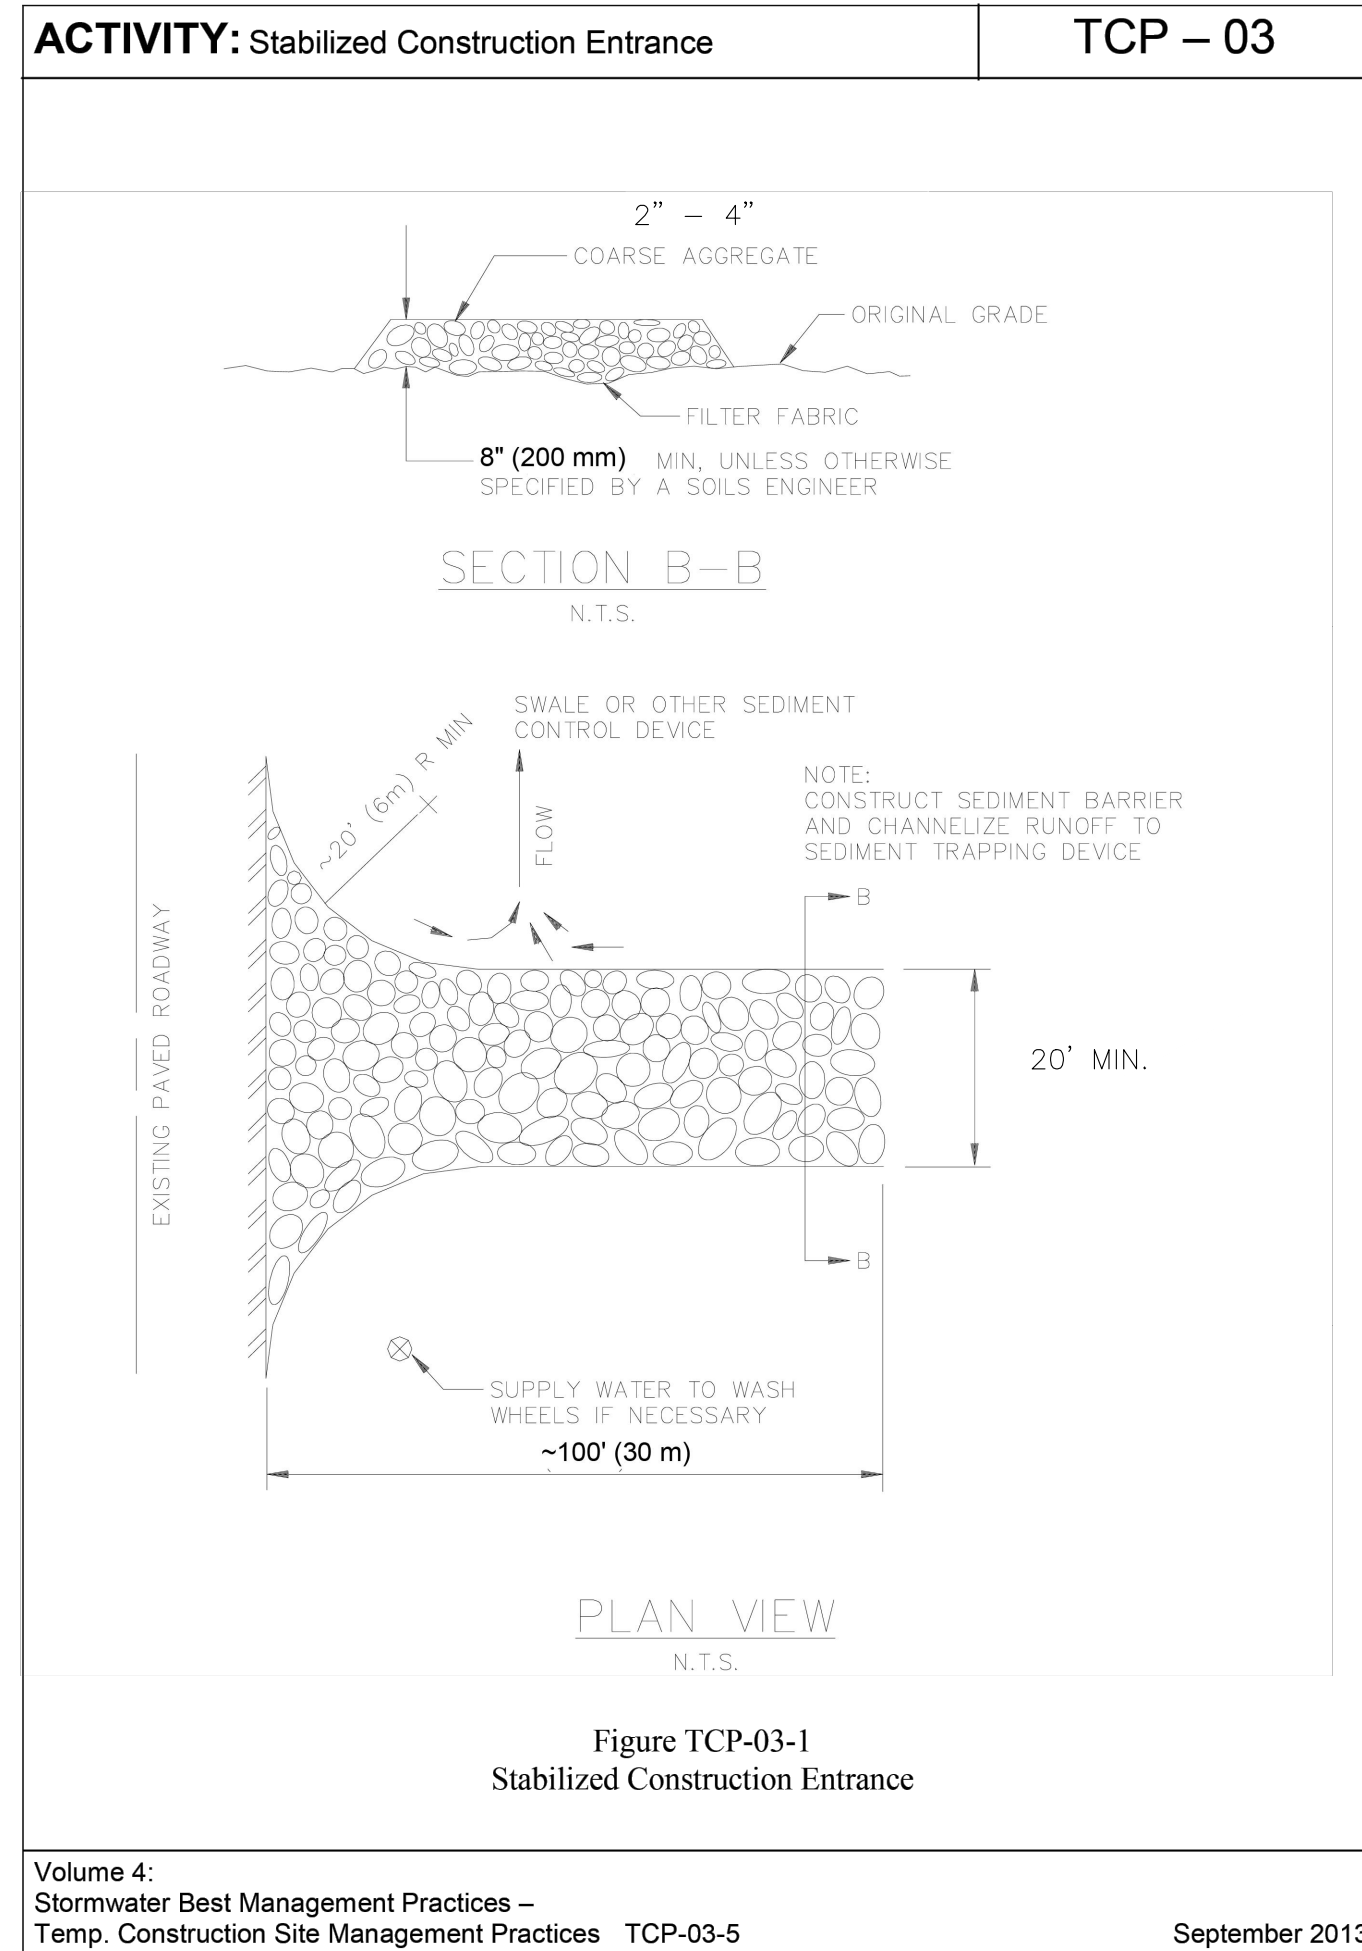 ACTIVITY: Stabilized Construction Entrance
TCP – 03
2” – 4”
COARSE AGGREGATE
ORIGINAL GRADE
FILTER FABRIC
8" (200 mm) MIN, UNLESS OTHERWISE
SPECIFIED BY A SOILS ENGINEER
SECTION B–B
N.T.S.
SWALE OR OTHER SEDIMENT
CONTROL DEVICE
~20' (6m) R MIN
FLOW
NOTE:
CONSTRUCT SEDIMENT BARRIER
AND CHANNELIZE RUNOFF TO
SEDIMENT TRAPPING DEVICE
B
EXISTING PAVED ROADWAY
20’ MIN.
B
SUPPLY WATER TO WASH
WHEELS IF NECESSARY
~100' (30 m)
PLAN VIEW
N.T.S.
Figure TCP-03-1
Stabilized Construction Entrance
Volume 4:
Stormwater Best Management Practices –
Temp. Construction Site Management Practices TCP-03-5
September 2013